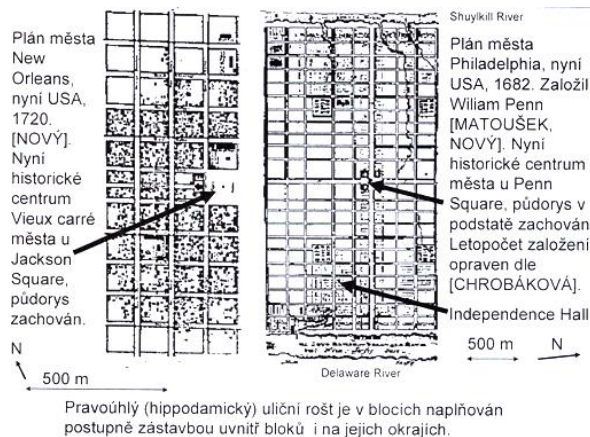 Plán města
New
Orleans,
nyní USA,
1720.
[NOVÝ].
Nyní
historické
centrum
Vieux carré
města u
Jackson
Square,
půdorys
zachován.
N
500 m
Shuylkill River
Plán města
Philadelphia, nyní
USA, 1682. Založil
Wiliam Penn
[MATOUŠEK,
NOVÝ]. Nyní
historické centrum
města u Penn
Square, půdorys v
podstatě zachován
Letopočet založení
opraven dle
[CHROBÁKOVÁ].
Independence Hall
Delaware River
500 m
N
Pravoúhlý (hippodamický) uliční rošt je v blocích naplňován
postupně zástavbou uvnitř bloků i na jejich okrajích.